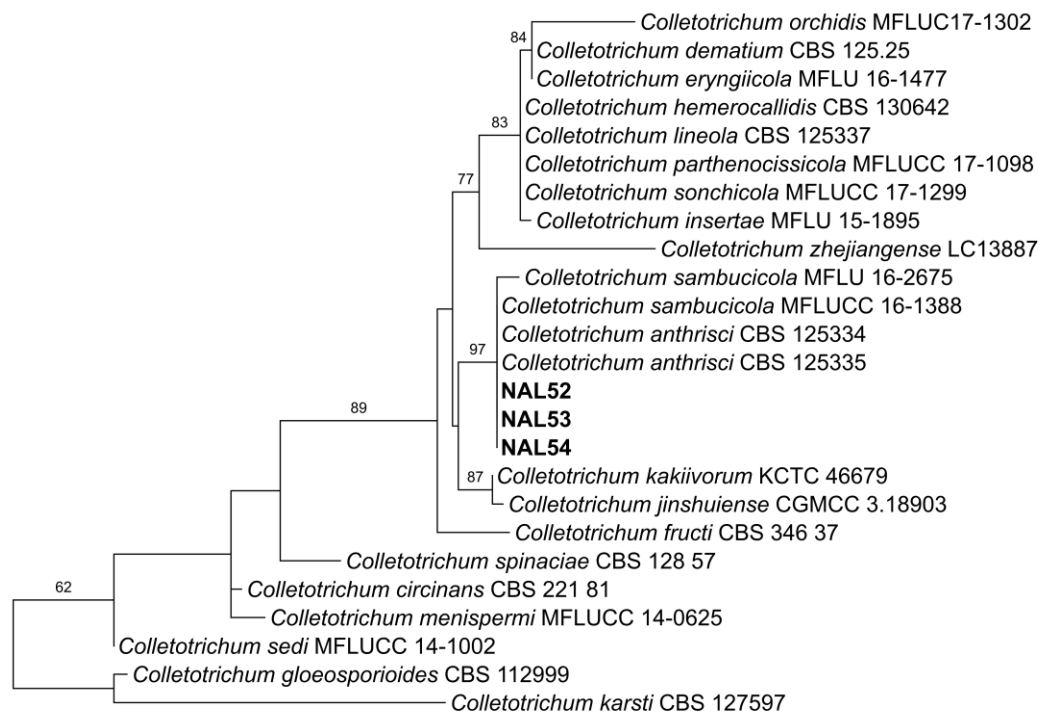 Colletotrichum orchidis MFLUC17-1302
84
Colletotrichum dematium CBS 125.25
Colletotrichum eryngiicola MFLU 16-1477
Colletotrichum hemerocallidis CBS 130642
83
Colletotrichum lineola CBS 125337
Colletotrichum parthenocissicola MFLUCC 17-1098
77
Colletotrichum sonchicola MFLUCC 17-1299
Colletotrichum insertae MFLU 15-1895
Colletotrichum zhejiangense LC13887
Colletotrichum sambucicola MFLU 16-2675
Colletotrichum sambucicola MFLUCC 16-1388
Colletotrichum anthrisci CBS 125334
97
Colletotrichum anthrisci CBS 125335
NAL52
89
NAL53
NAL54
87
Colletotrichum kakiivorum KCTC 46679
Colletotrichum jinshuiense CGMCC 3.18903
Colletotrichum fructi CBS 346 37
Colletotrichum spinaciae CBS 128 57
62
Colletotrichum circinans CBS 221 81
Colletotrichum menispermi MFLUCC 14-0625
Colletotrichum sedi MFLUCC 14-1002
Colletotrichum gloeosporioides CBS 112999
Colletotrichum karsti CBS 127597